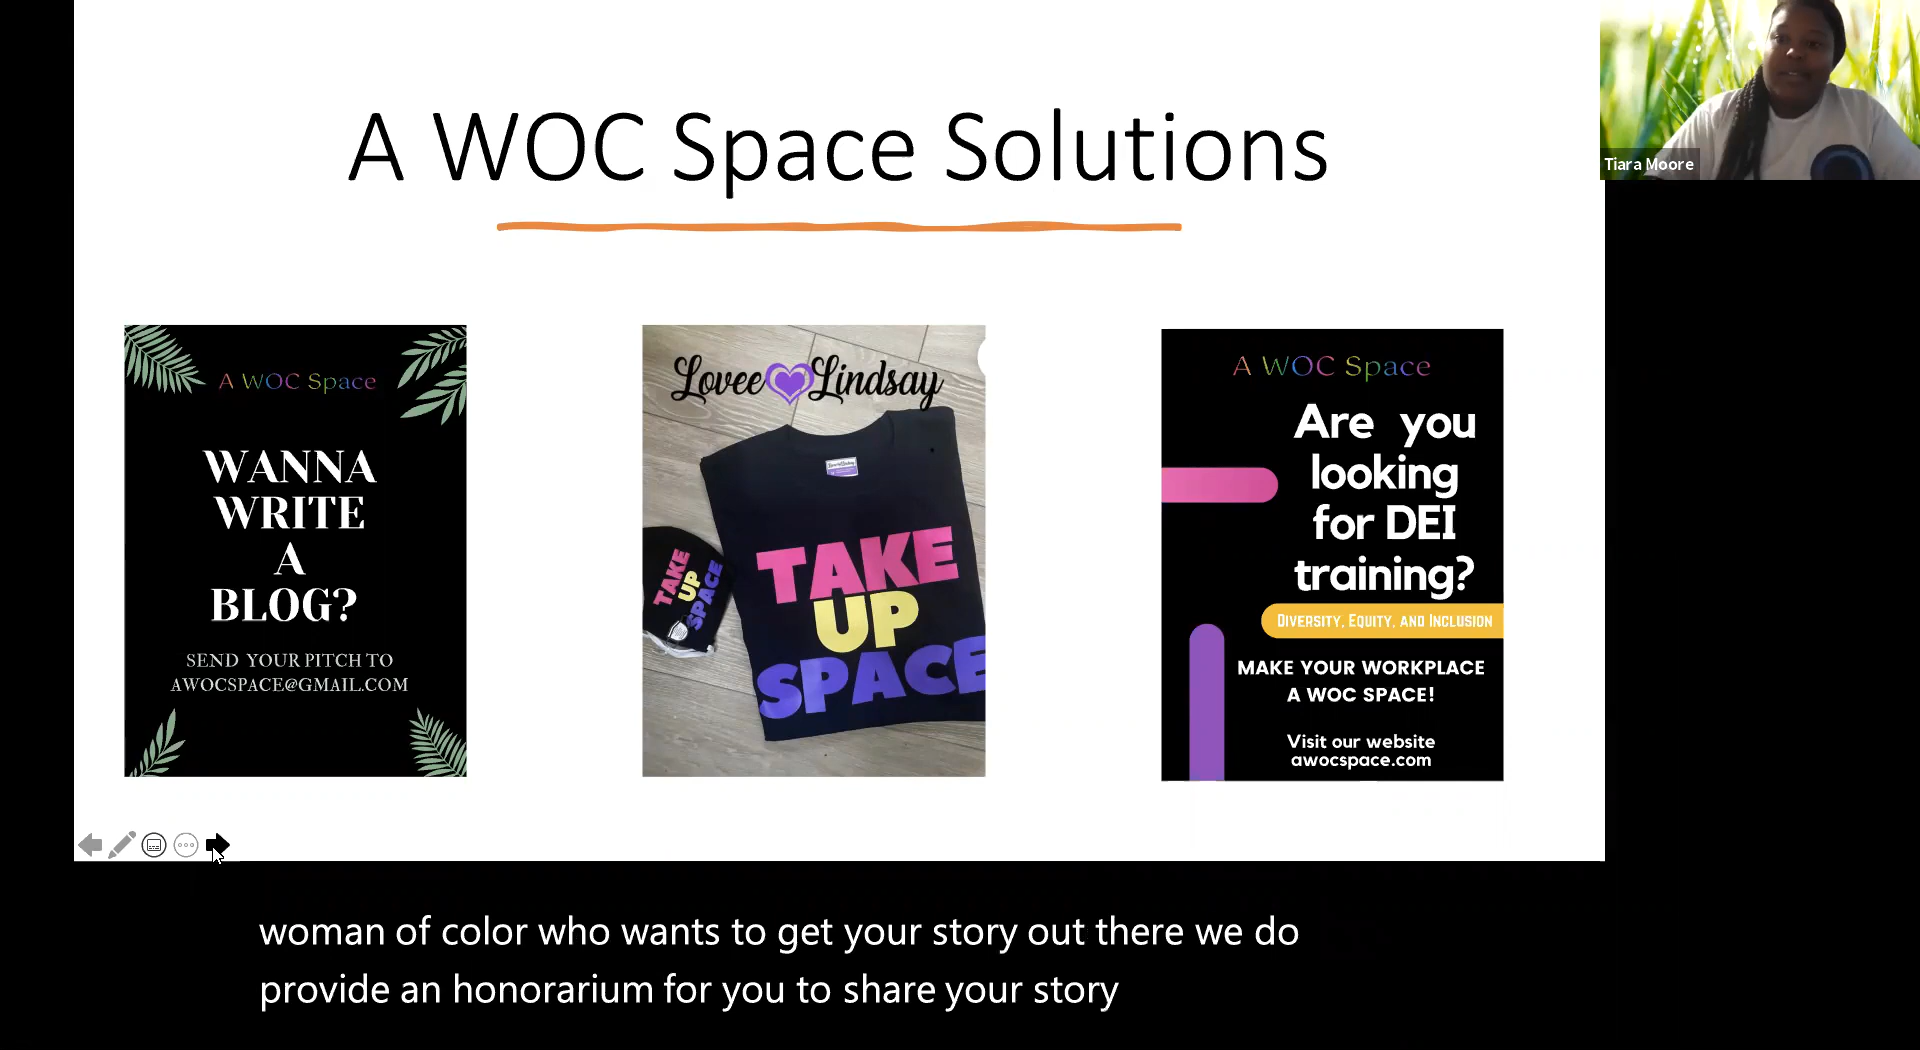 A WOC Space Solutions
Tiara Moore
A WOC Space
WANNA
WRITE
A
BLOG?
SEND YOUR PITCH TO
AWOCSPACE@GMAIL.COM
Lovee Lindsay
TAKE
UP
SPACE
TAKE
UP
SPACE
A WOC Space
Are you
looking
for DEI
training?
DIVERSITY, EQUITY, AND INCLUSION
MAKE YOUR WORKPLACE
A WOC SPACE!
Visit our website
awocspace.com
woman of color who wants to get your story out there we do
provide an honorarium for you to share your story